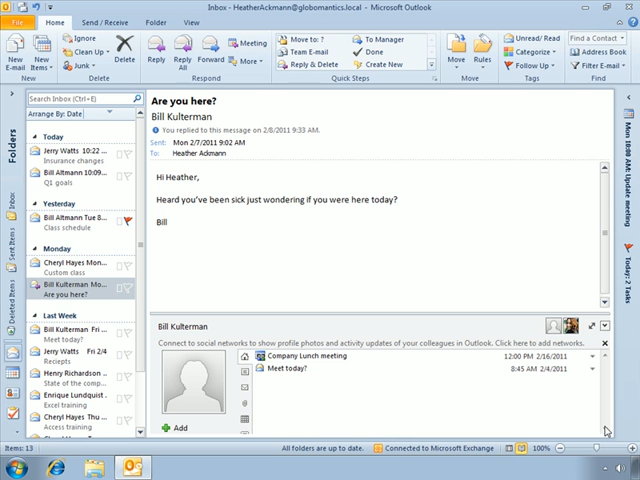 Inbox - HeatherAckmann@globomantics.local - Microsoft Outlook
File Home Send / Receive Folder View
New E-mail
New Items
New
Ignore
Clean Up
Junk
Delete
Delete
Reply
Reply All
Forward
Meeting
More
Respond
Move to: ?
Team E-mail
Reply & Delete
To Manager
Done
Create New
Quick Steps
Move
Rules
Move
Unread/ Read
Categorize
Follow Up
Tags
Find a Contact
Address Book
Filter E-mail
Find
Folders
Inbox
Sent Items
Deleted Items
Search Inbox (Ctrl+E)
Arrange By: Date
Today
Jerry Watts 10:22 ...
Insurance changes
Bill Altmann 10:09...
Q1 goals
Yesterday
Bill Altmann Tue 8...
Class schedule
Monday
Cheryl Hayes Mon...
Custom class
Bill Kulterman Mo...
Are you here?
Last Week
Bill Kulterman Fri ...
Meet today?
Jerry Watts Fri 2/4
Reciepts
Henry Richardson ...
State of the comp...
Enrique Lundquist ...
Excel training
Cheryl Hayes Thu ...
Access training
Are you here?
Bill Kulterman
You replied to this message on 2/8/2011 9:33 AM.
Sent: Mon 2/7/2011 9:02 AM
To: Heather Ackmann
Hi Heather,
Heard you've been sick just wondering if you were here today?
Bill
Bill Kulterman
Connect to social networks to show profile photos and activity updates of your colleagues in Outlook. Click here to add networks.
Company Lunch meeting 12:00 PM 2/16/2011
Meet today? 8:45 AM 2/4/2011
Add
Mon 10:00 AM: Update meeting
Today: 2 Tasks
Items: 13 All folders are up to date. Connected to Microsoft Exchange 100%